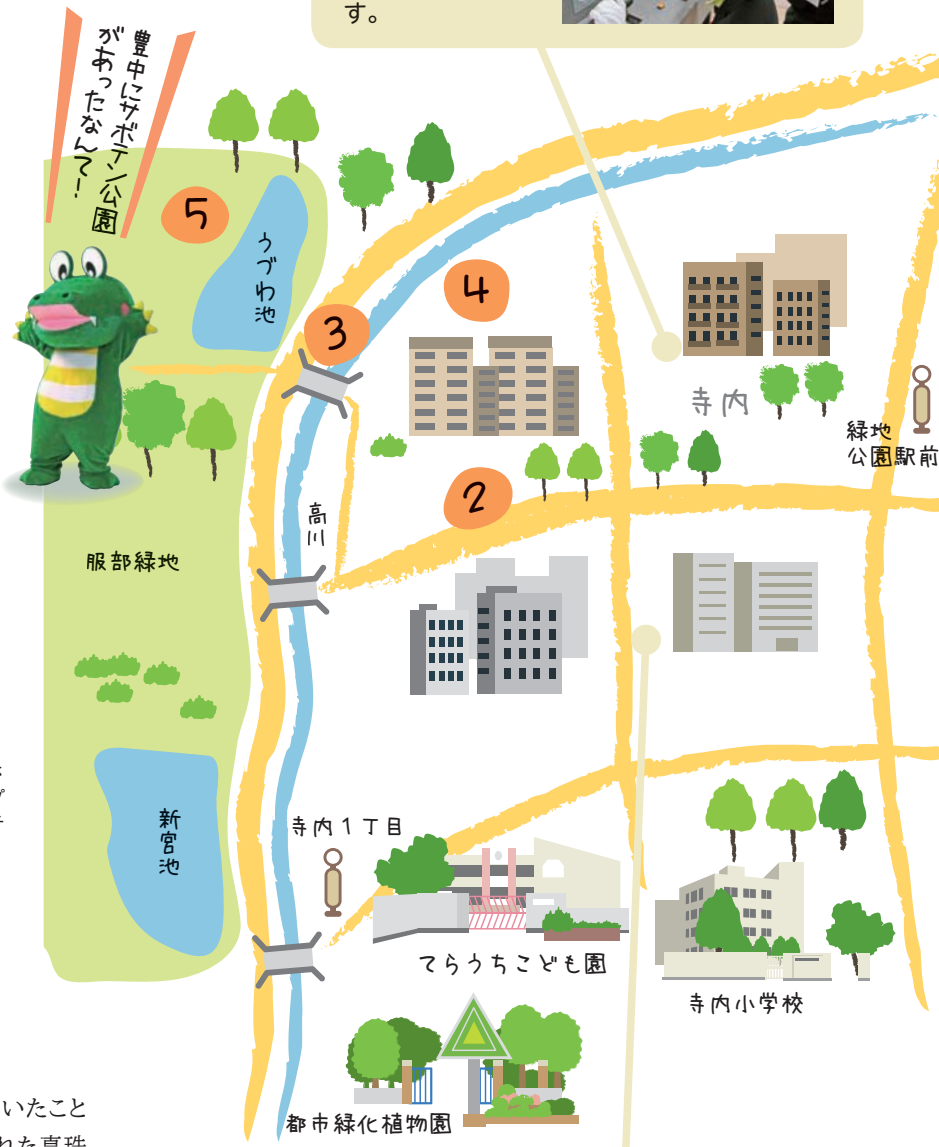 す。
豊中にサボテン公園
があったなんて！
5
うづわ池
4
3
寺内
緑地
公園駅前
2
高川
服部緑地
新宮池
寺内1丁目
てらうちこども園
寺内小学校
都市緑化植物園
いたこと
れた真珠